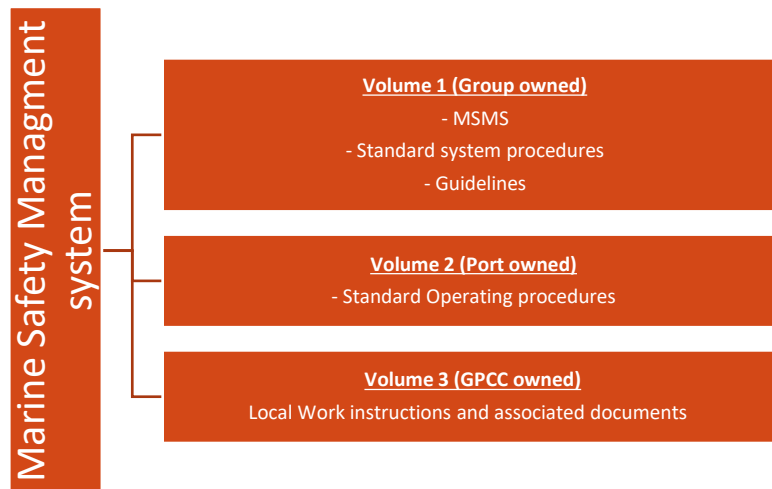 Marine Safety Managment
system
Volume 1 (Group owned)
- MSMS
- Standard system procedures
- Guidelines
Volume 2 (Port owned)
- Standard Operating procedures
Volume 3 (GPCC owned)
Local Work instructions and associated documents